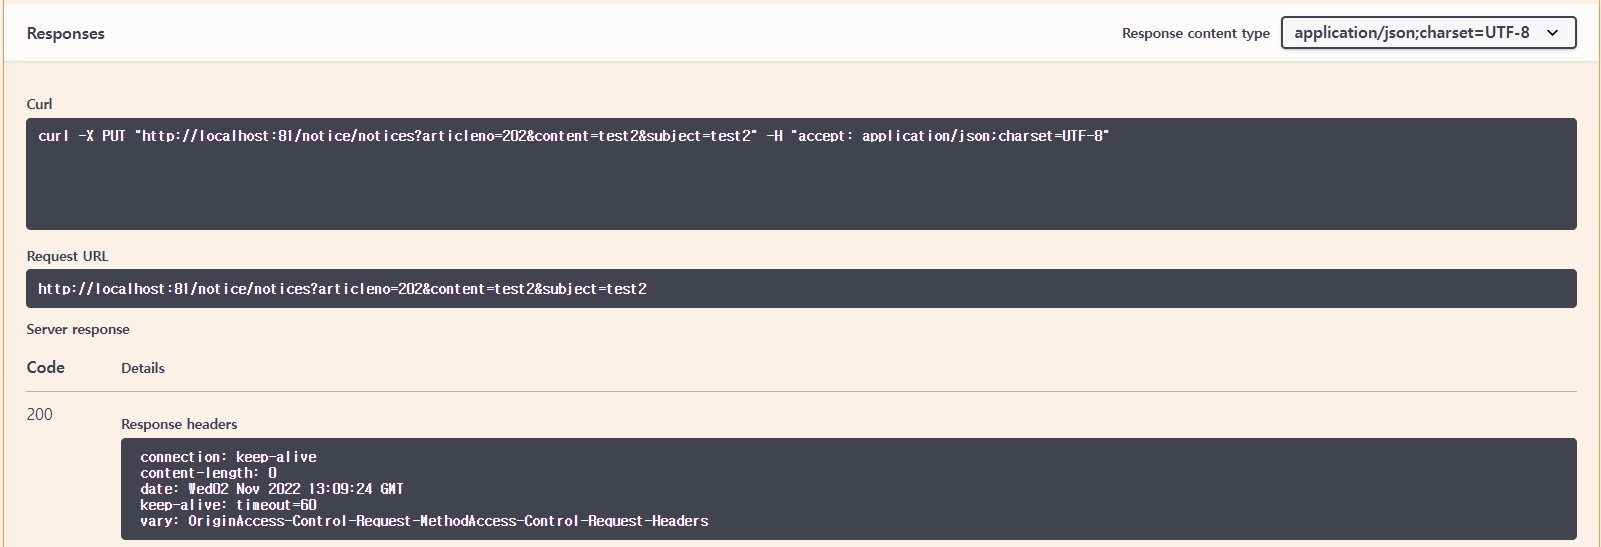 Responses
Response content type application/json;charset=UTF-8
Curl
curl -X PUT "http://localhost:81/notice/notices?articleno=202&content=test2&subject=test2" -H "accept: application/json;charset=UTF-8"
Request URL
http://localhost:81/notice/notices?articleno=202&content=test2&subject=test2
Server response
Code Details
200
Response headers
connection: keep-alive
content-length: 0
date: Wed02 Nov 2022 13:09:24 GMT
keep-alive: timeout=60
vary: OriginAccess-Control-Request-MethodAccess-Control-Request-Headers